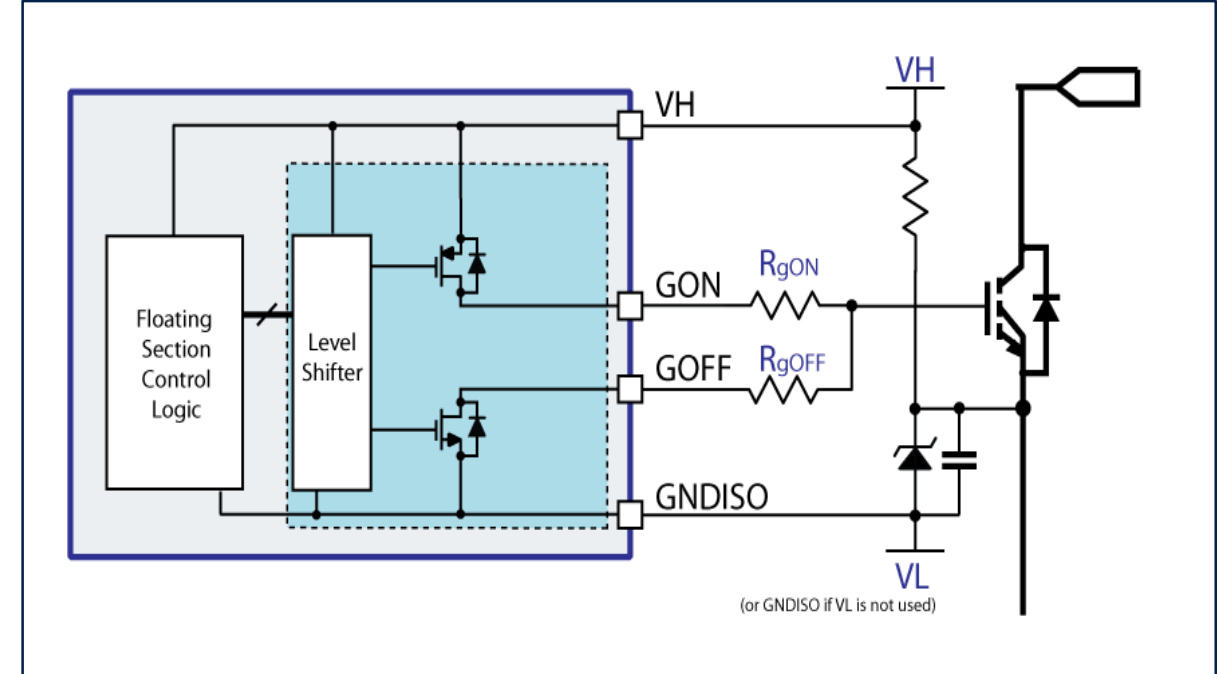 VH
VH
RgON
GON
Floating
Section
Control
Logic
Level
Shifter
RgOFF
GOFF
GNDISO
VL
(or GNDISO if VL is not used)